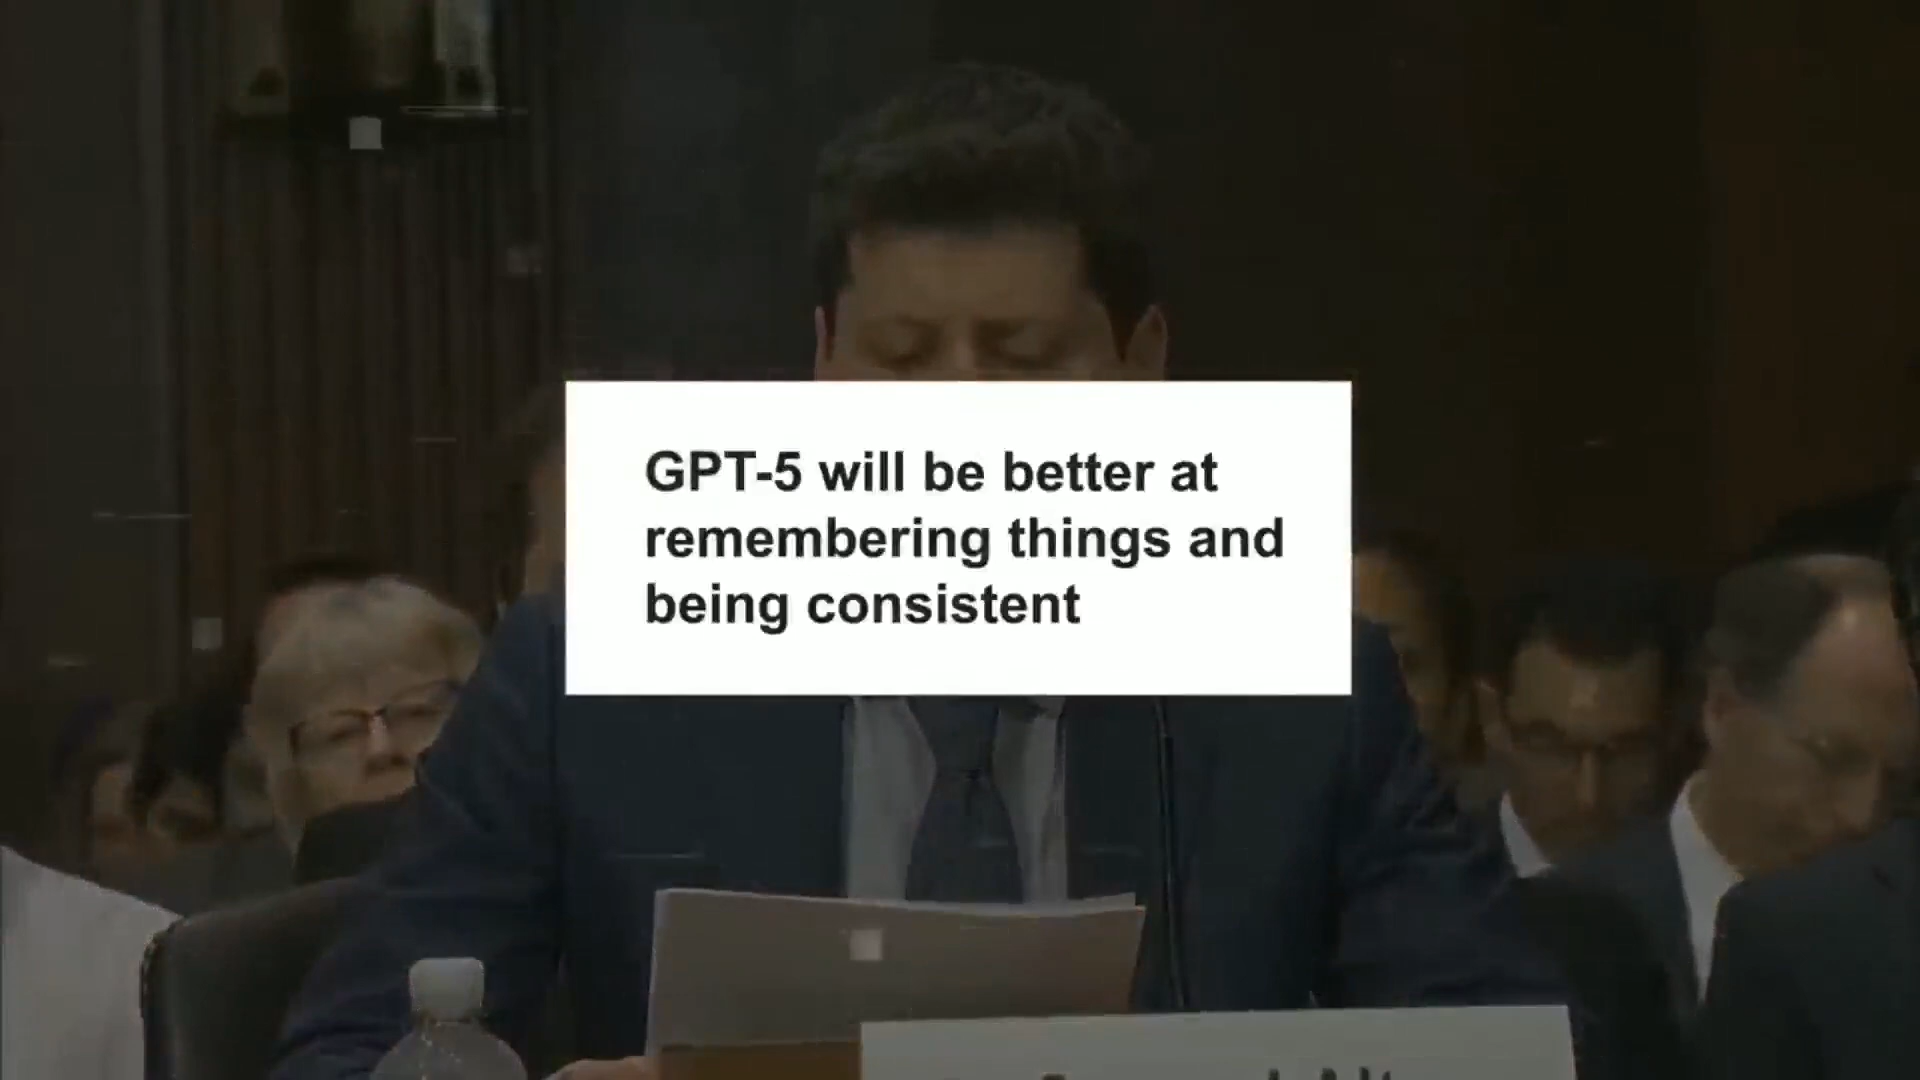 GPT-5 will be better at
remembering things and
being consistent